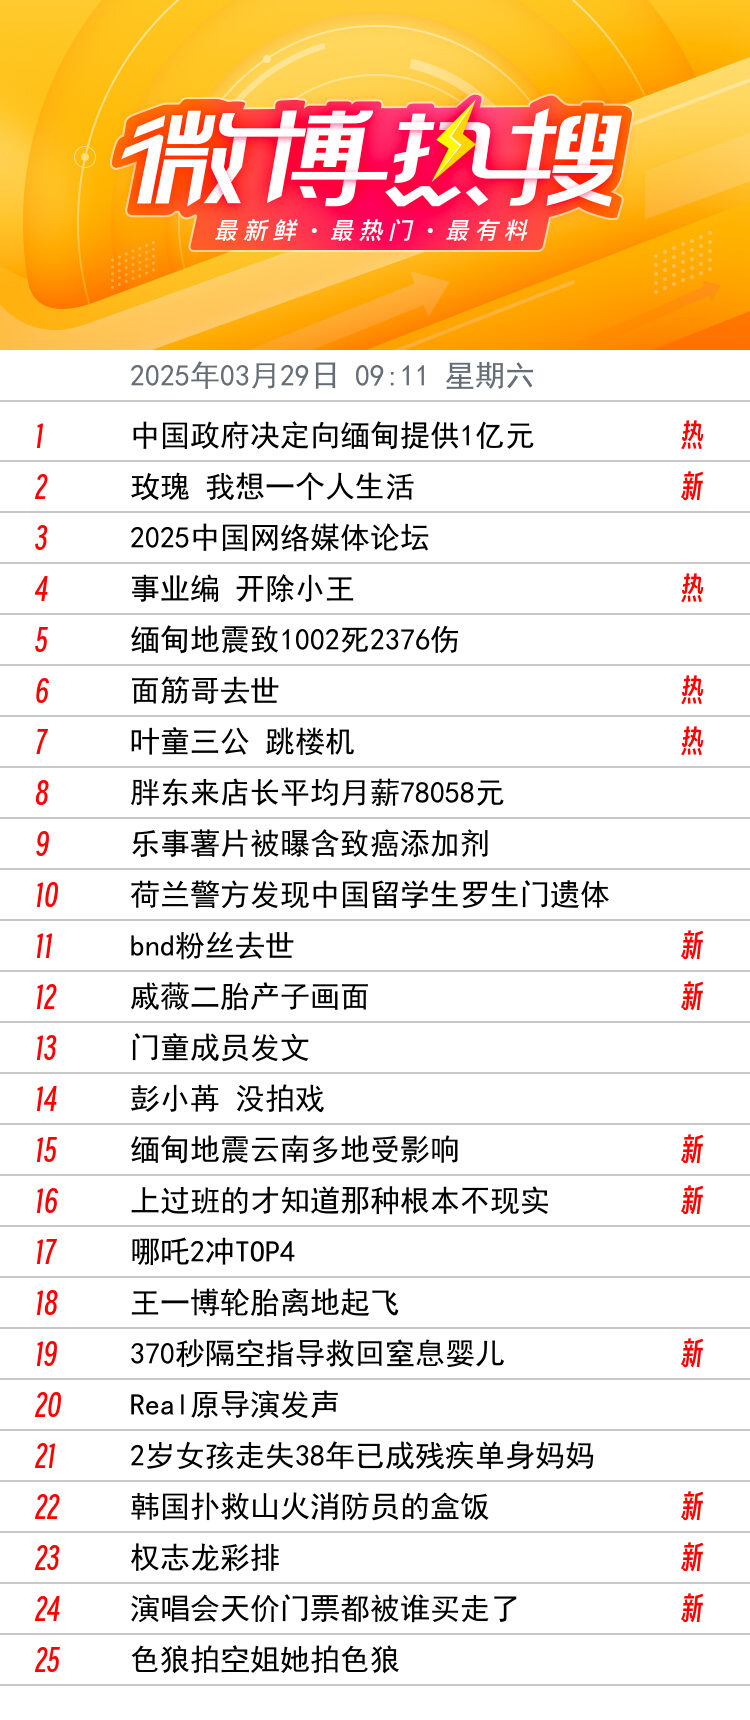 微博热搜
最新鲜·最热门·最有料
2025年03月29日 09:11 星期六
1 中国政府决定向缅甸提供1亿元 热
2 玫瑰 我想一个人生活 新
3 2025中国网络媒体论坛
4 事业编 开除小王 热
5 缅甸地震致1002死2376伤
6 面筋哥去世 热
7 叶童三公 跳楼机 热
8 胖东来店长平均月薪78058元
9 乐事薯片被曝含致癌添加剂
10 荷兰警方发现中国留学生罗生门遗体
11 bnd粉丝去世 新
12 戚薇二胎产子画面 新
13 门童成员发文
14 彭小苒 没拍戏
15 缅甸地震云南多地受影响 新
16 上过班的才知道那种根本不现实 新
17 哪吒2冲TOP4
18 王一博轮胎离地起飞
19 370秒隔空指导救回窒息婴儿 新
20 Real原导演发声
21 2岁女孩走失38年已成残疾单身妈妈
22 韩国扑救山火消防员的盒饭 新
23 权志龙彩排 新
24 演唱会天价门票都被谁买走了 新
25 色狼拍空姐她拍色狼